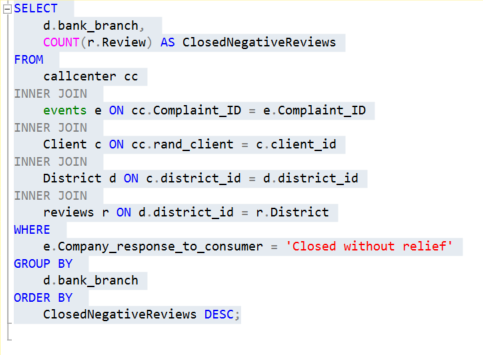 SELECT
d.bank_branch,
COUNT(r.Review) AS ClosedNegativeReviews
FROM
callcenter cc
INNER JOIN
events e ON cc.Complaint_ID = e.Complaint_ID
INNER JOIN
Client c ON cc.rand_client = c.client_id
INNER JOIN
District d ON c.district_id = d.district_id
INNER JOIN
reviews r ON d.district_id = r.District
WHERE
e.Company_response_to_consumer = 'Closed without relief'
GROUP BY
d.bank_branch
ORDER BY
ClosedNegativeReviews DESC;